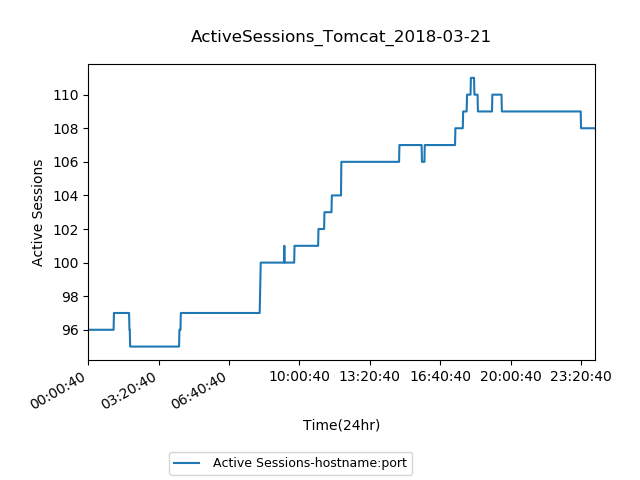 ActiveSessions_Tomcat_2018-03-21
Active Sessions
110
108
106
104
102
100
98
96
00:00:40 03:20:40 06:40:40 10:00:40 13:20:40 16:40:40 20:00:40 23:20:40
Time(24hr)
Active Sessions-hostname:port